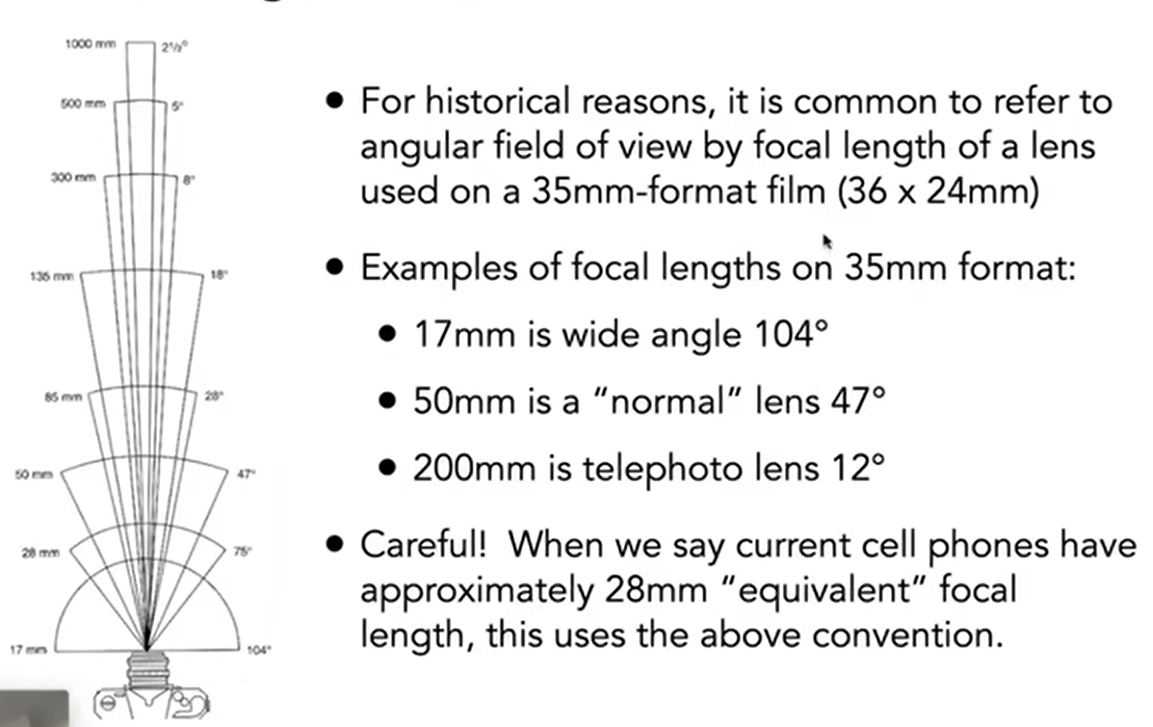 1000 mm
2½°
500 mm
5°
300 mm
8°
135 mm
18°
85 mm
28°
50 mm
47°
28 mm
75°
17 mm
104°
• For historical reasons, it is common to refer to
angular field of view by focal length of a lens
used on a 35mm-format film (36 x 24mm)
• Examples of focal lengths on 35mm format:
• 17mm is wide angle 104°
• 50mm is a “normal” lens 47°
• 200mm is telephoto lens 12°
• Careful! When we say current cell phones have
approximately 28mm “equivalent” focal
length, this uses the above convention.